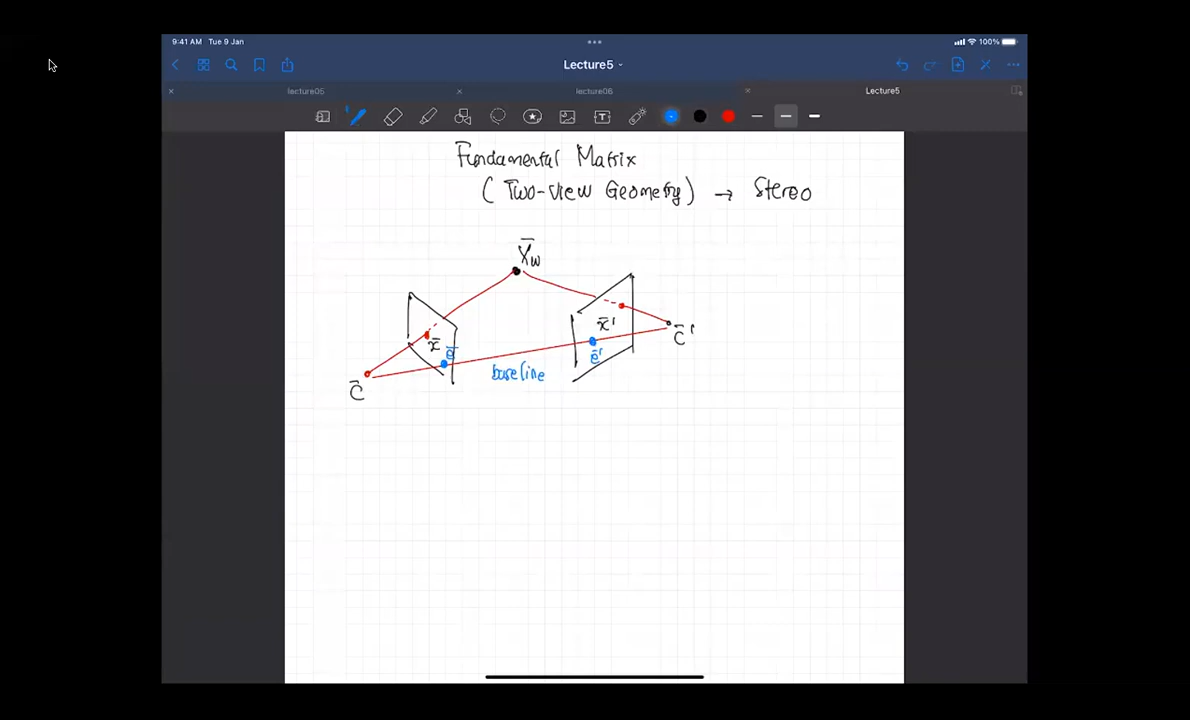 9:41 AM Tue 9 Jan
100%
Lecture5
lecture05
lecture06
Lecture5
Fundamental Matrix
(Two-view Geometry) → Stereo
X̄w
x̄
ē
x̄'
ē'
C̄'
baseline
C̄